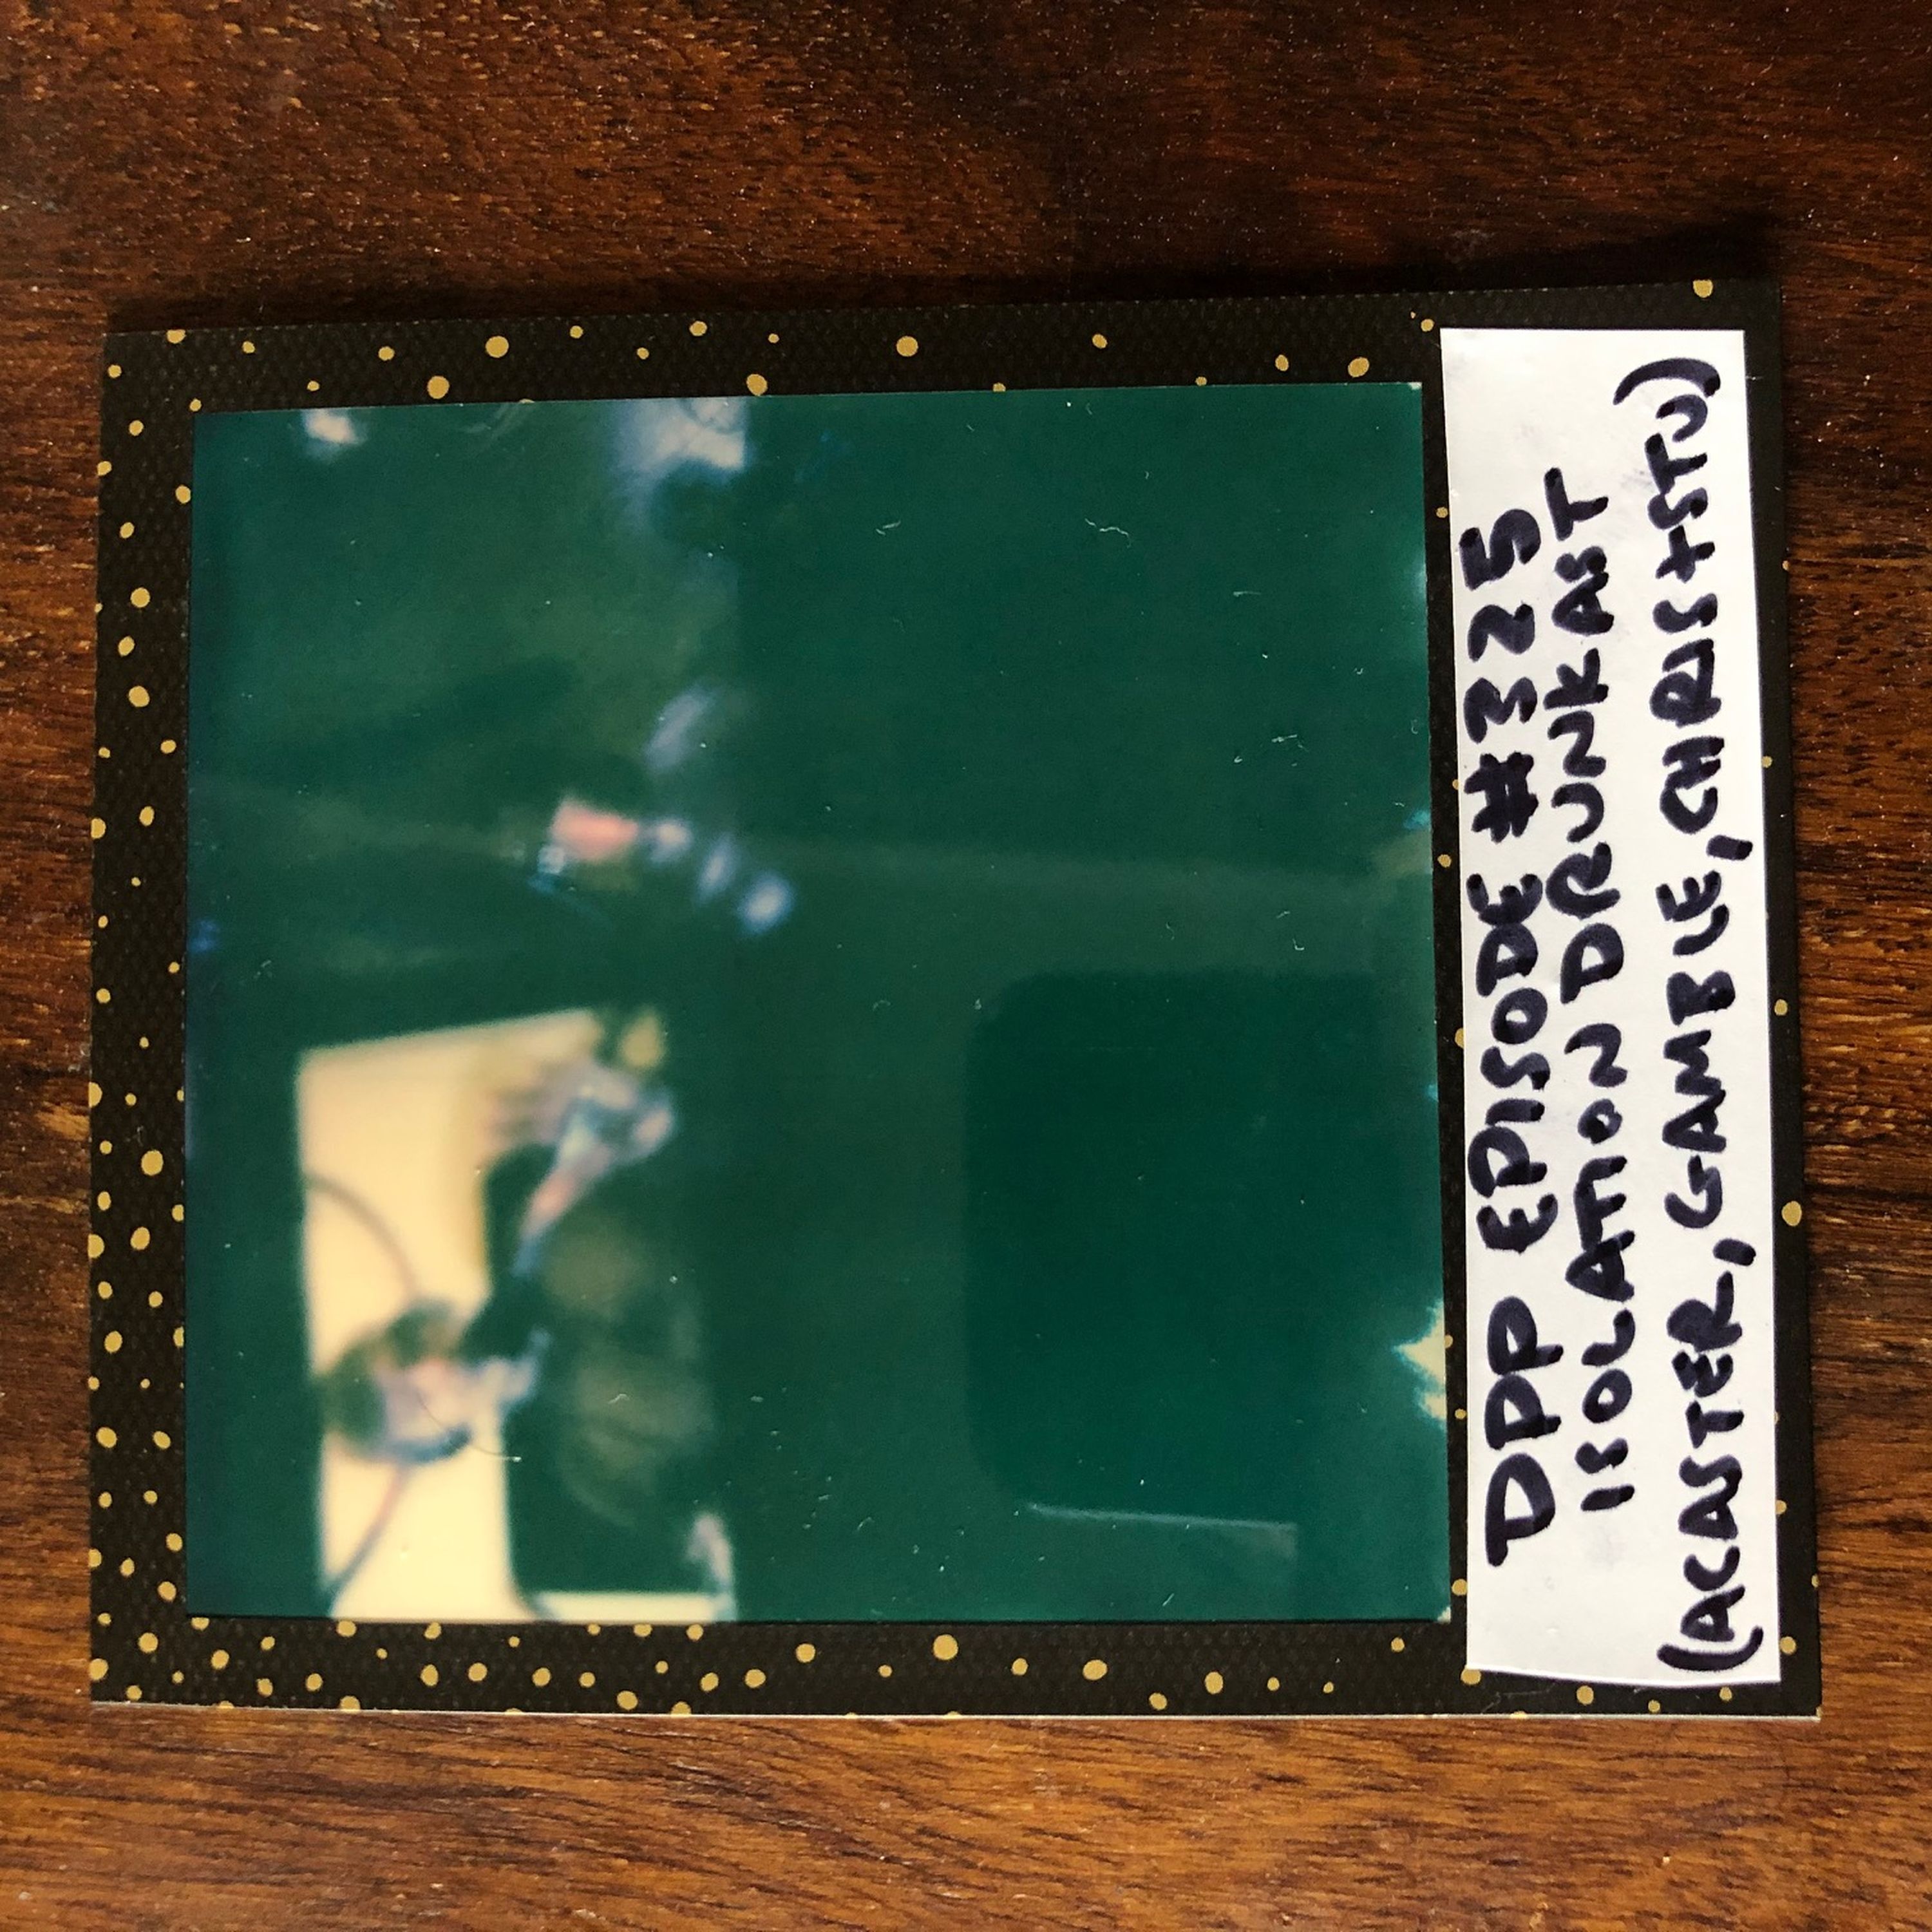 DPP EPISODE #325
ISOLATION DRUNKAST
(ACASTER, GAMBLE, CHRIS + STU)